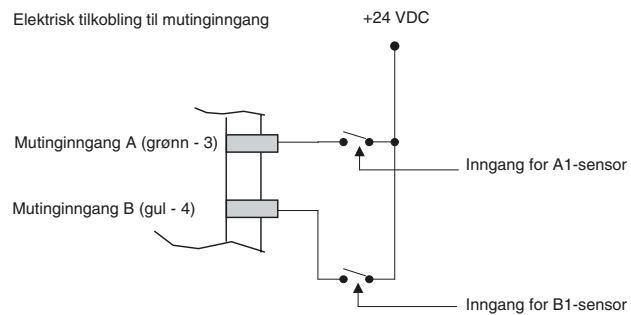 Elektrisk tilkobling til mutinginngang
+24 VDC
Mutinginngang A (grønn - 3)
Inngang for A1-sensor
Mutinginngang B (gul - 4)
Inngang for B1-sensor